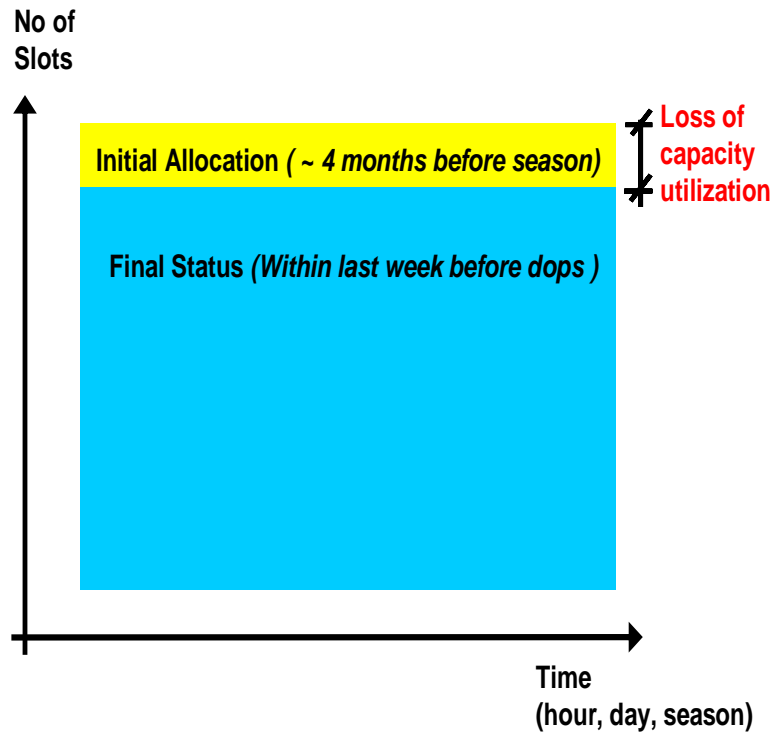 No of
Slots
Loss of
capacity
utilization
Initial Allocation ( ~ 4 months before season)
Final Status (Within last week before dops )
Time
(hour, day, season)